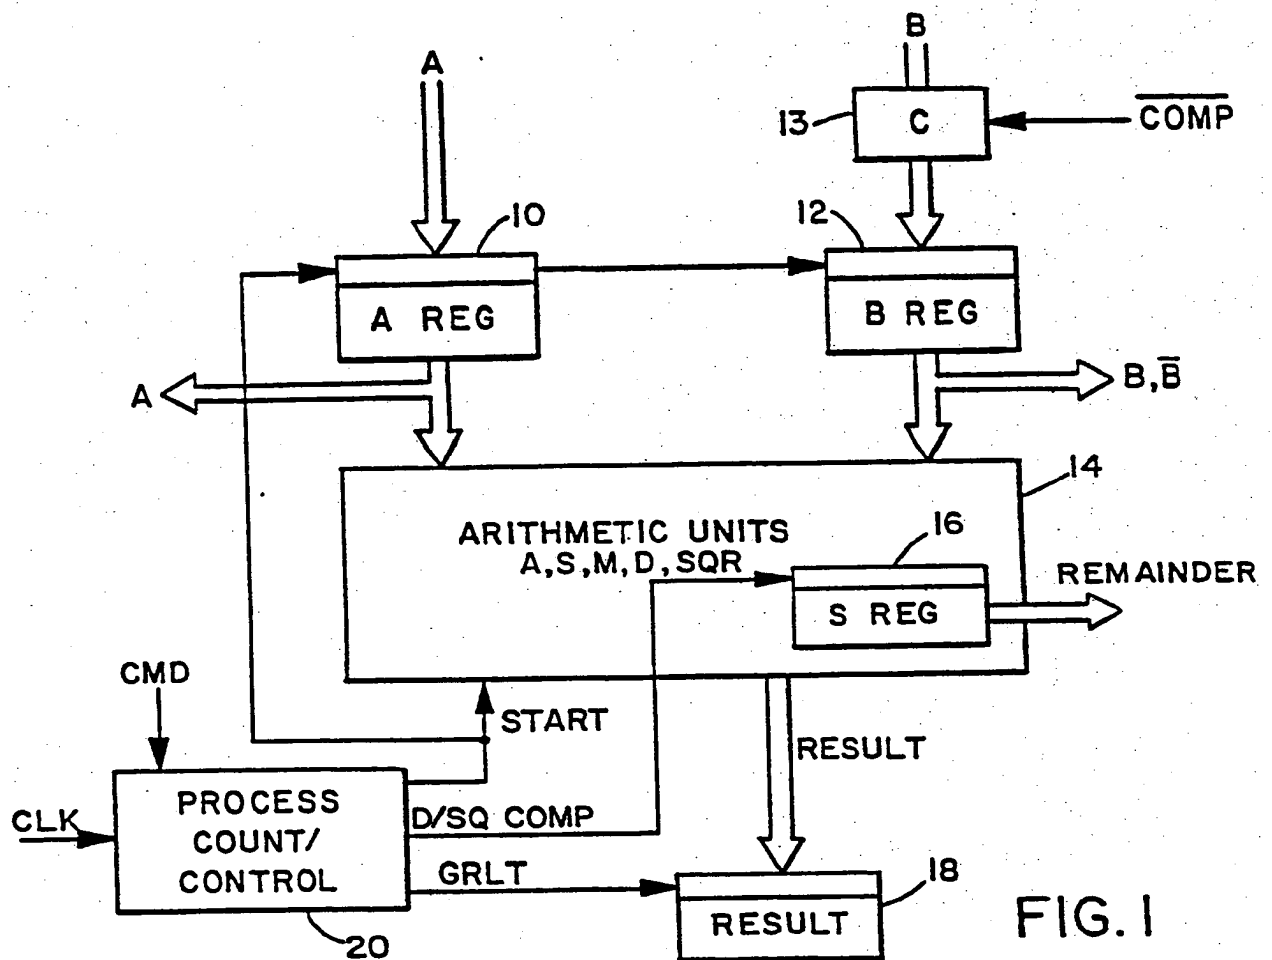 B
A
13
C
C̅O̅M̅P̅
10
12
A REG
B REG
A
B, B̅
14
ARITHMETIC UNITS
A,S,M,D,SQR
16
REMAINDER
S REG
CMD
START
RESULT
PROCESS
COUNT/
CONTROL
CLK
D/SQ COMP
GRLT
18
RESULT
20
FIG. 1